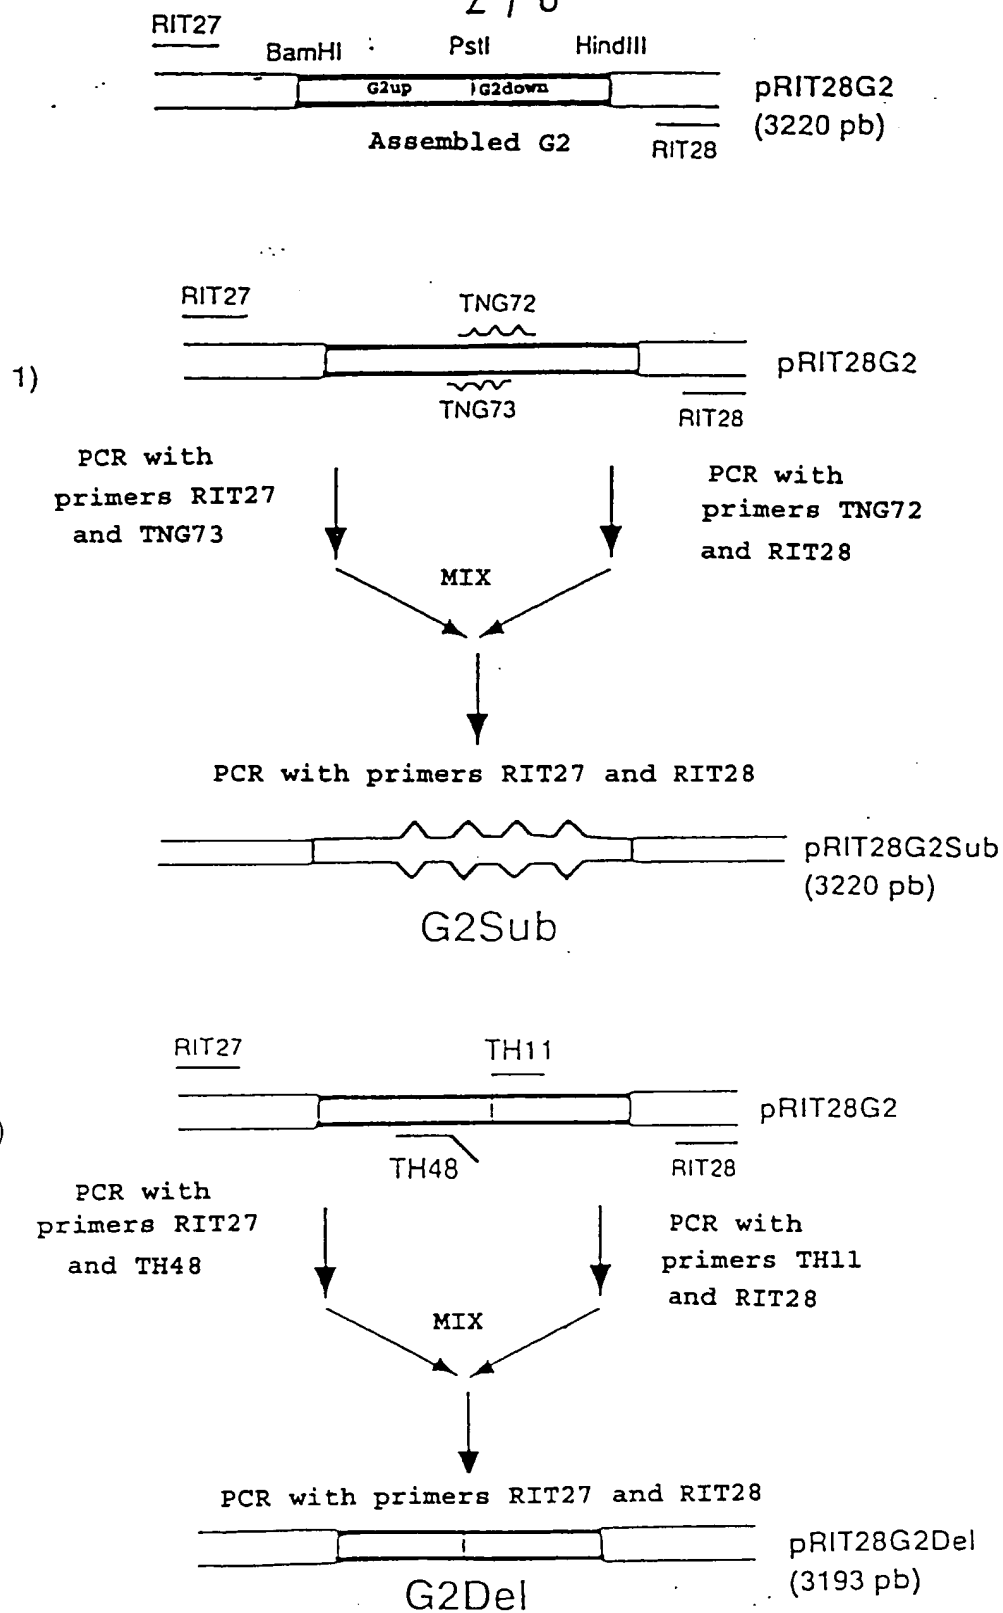 RIT27
BamHI
PstI
HindIII
G2up
G2down
pRIT28G2
(3220 pb)
Assembled G2
RIT28
RIT27
TNG72
1)
pRIT28G2
TNG73
RIT28
PCR with
primers RIT27
and TNG73
PCR with
primers TNG72
and RIT28
MIX
PCR with primers RIT27 and RIT28
pRIT28G2Sub
(3220 pb)
G2Sub
RIT27
TH11
)
pRIT28G2
TH48
RIT28
PCR with
primers RIT27
and TH48
PCR with
primers TH11
and RIT28
MIX
PCR with primers RIT27 and RIT28
pRIT28G2Del
(3193 pb)
G2Del